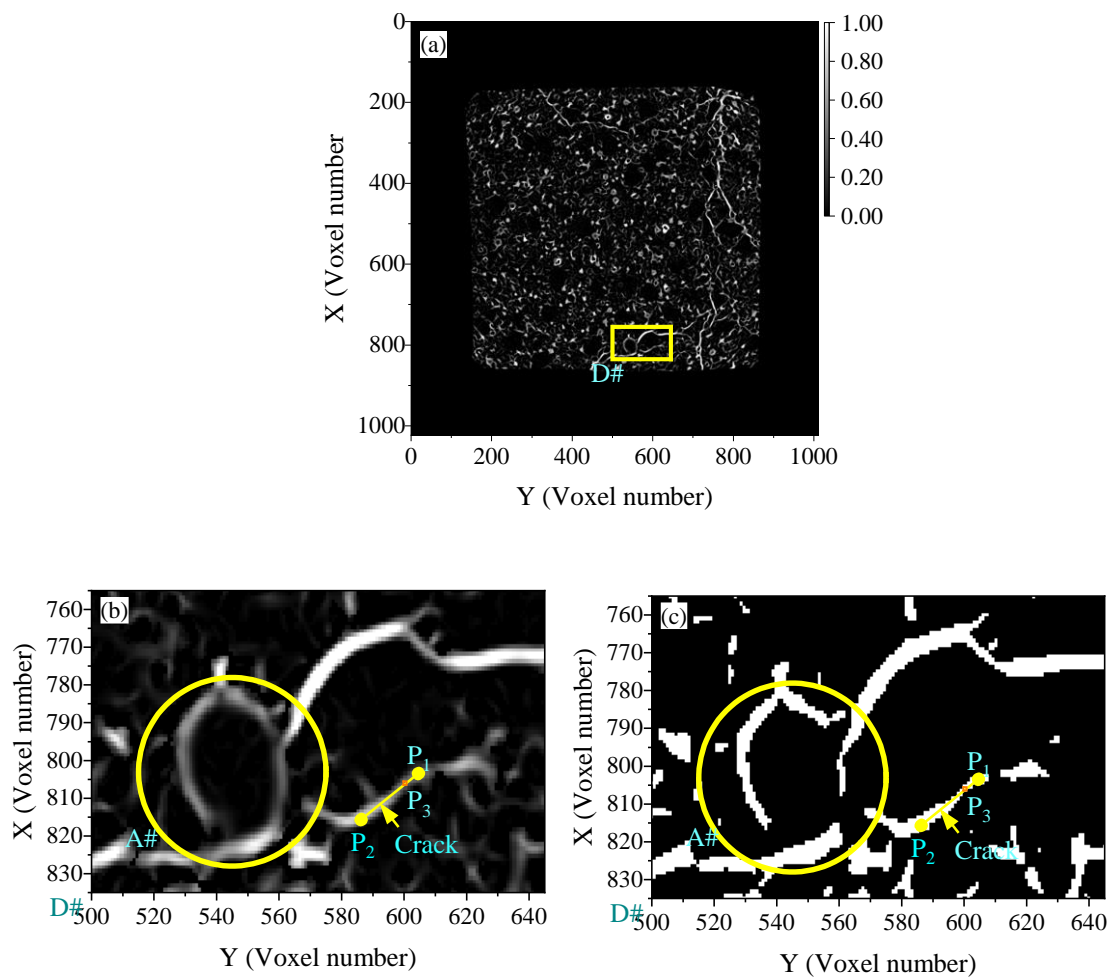 (a)
0
200
400
600
800
1000
X (Voxel number)
D#
0 200 400 600 800 1000
Y (Voxel number)
1.00
0.80
0.60
0.40
0.20
0.00
(b)
760
770
780
790
800
810
820
830
X (Voxel number)
P1
P3
P2
Crack
A#
D#
500 520 540 560 580 600 620 640
Y (Voxel number)
(c)
760
770
780
790
800
810
820
830
X (Voxel number)
P1
P3
P2
Crack
A#
D#
500 520 540 560 580 600 620 640
Y (Voxel number)